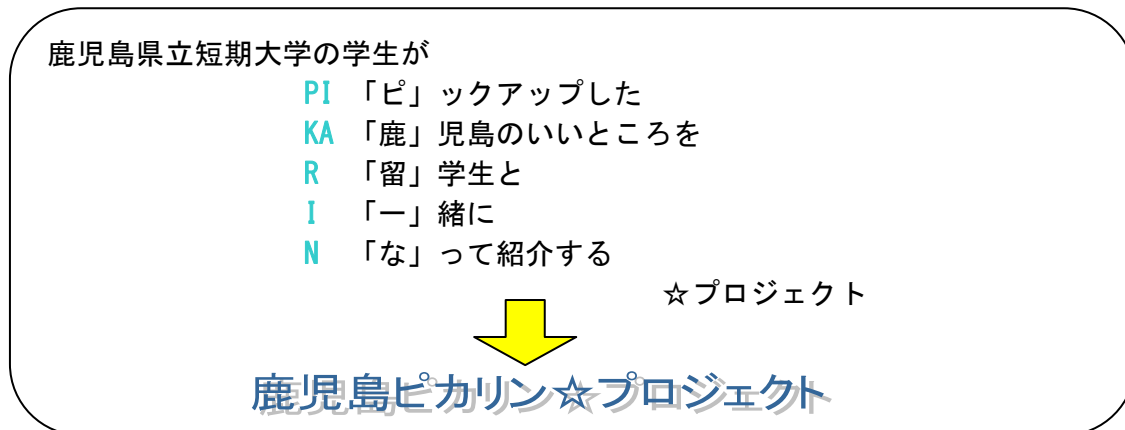 鹿児島県立短期大学の学生が
PI 「ピ」ックアップした
KA 「鹿」児島のいいところを
R 「留」学生と
I 「一」緒に
N 「な」って紹介する
☆プロジェクト
鹿児島ピカリン☆プロジェクト